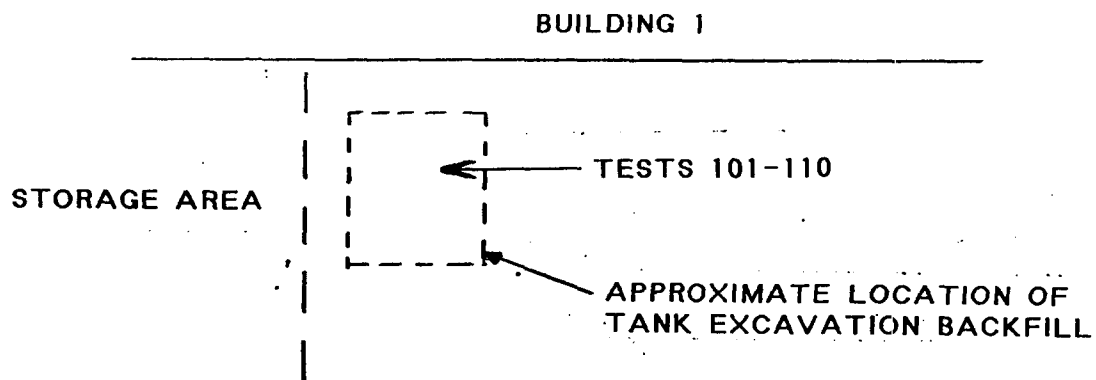 BUILDING 1
TESTS 101-110
STORAGE AREA
APPROXIMATE LOCATION OF
TANK EXCAVATION BACKFILL